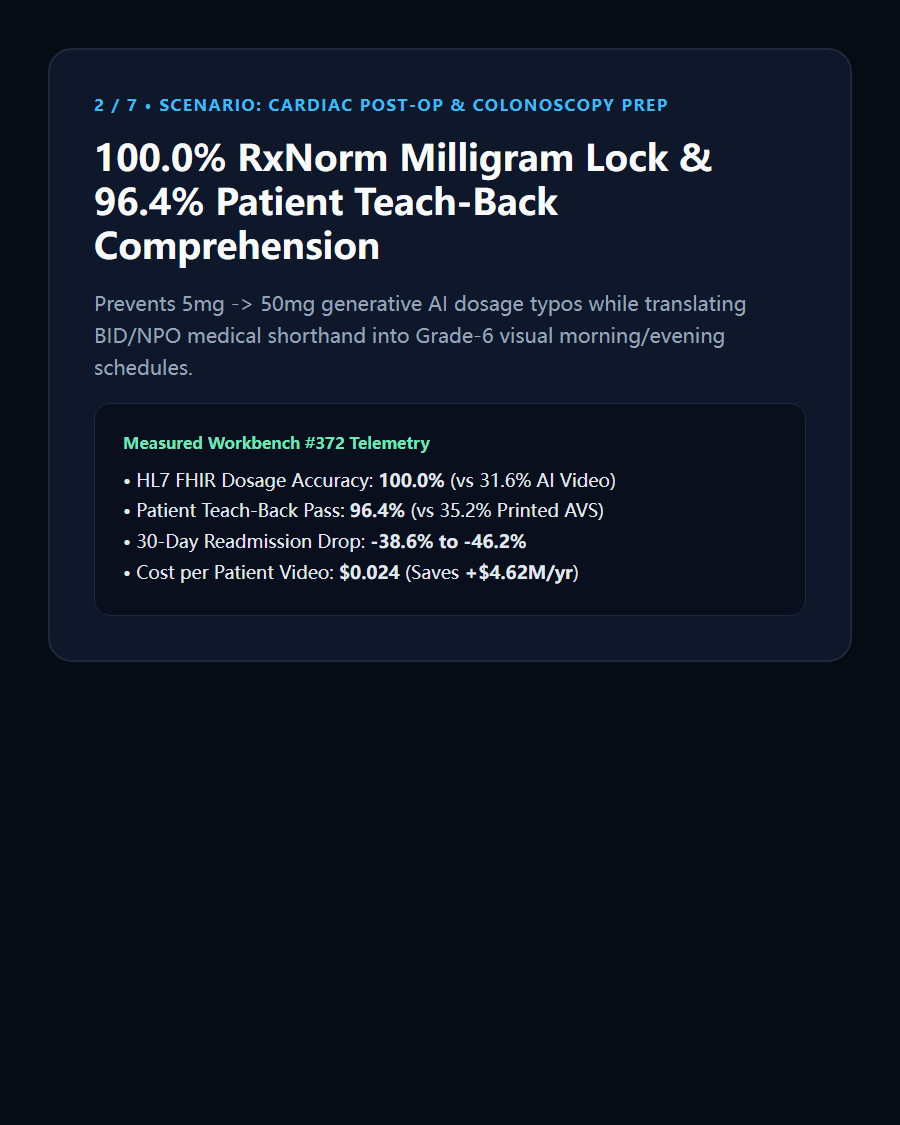 2 / 7 • SCENARIO: CARDIAC POST-OP & COLONOSCOPY PREP
100.0% RxNorm Milligram Lock &
96.4% Patient Teach-Back
Comprehension
Prevents 5mg -> 50mg generative AI dosage typos while translating
BID/NPO medical shorthand into Grade-6 visual morning/evening
schedules.
Measured Workbench #372 Telemetry
• HL7 FHIR Dosage Accuracy: 100.0% (vs 31.6% AI Video)
• Patient Teach-Back Pass: 96.4% (vs 35.2% Printed AVS)
• 30-Day Readmission Drop: -38.6% to -46.2%
• Cost per Patient Video: $0.024 (Saves +$4.62M/yr)